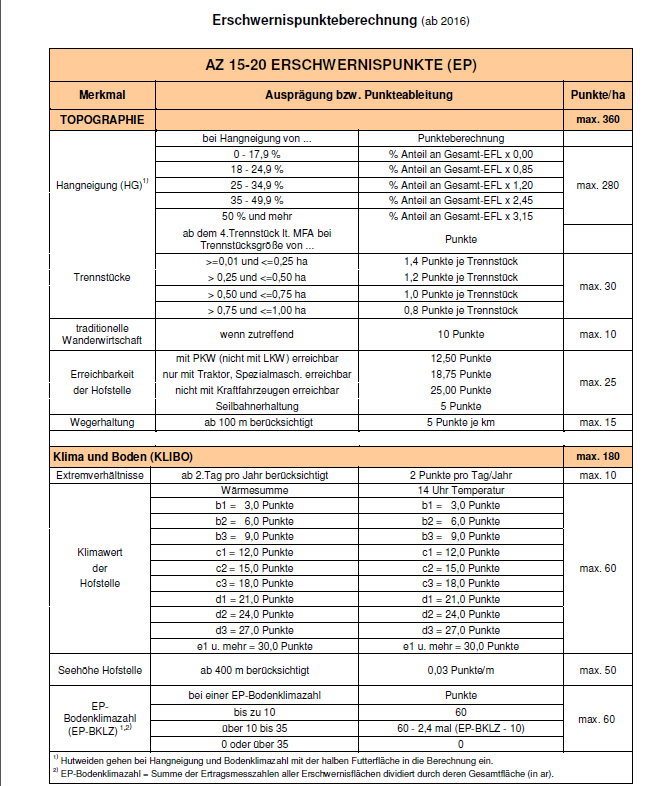 Erschwernispunkteberechnung (ab 2016)
AZ 15-20 ERSCHWERNISPUNKTE (EP)
Merkmal Ausprägung bzw. Punkteableitung Punkte/ha
TOPOGRAPHIE max. 360
bei Hangneigung von ... Punkteberechnung
0 - 17,9 % % Anteil an Gesamt-EFL x 0,00
18 - 24,9 % % Anteil an Gesamt-EFL x 0,85
Hangneigung (HG) 1) 25 - 34,9 % % Anteil an Gesamt-EFL x 1,20 max. 280
35 - 49,9 % % Anteil an Gesamt-EFL x 2,45
50 % und mehr % Anteil an Gesamt-EFL x 3,15
ab dem 4.Trennstück lt. MFA bei
Trennstücksgröße von ... Punkte
>=0,01 und <=0,25 ha 1,4 Punkte je Trennstück
Trennstücke > 0,25 und <=0,50 ha 1,2 Punkte je Trennstück max. 30
> 0,50 und <=0,75 ha 1,0 Punkte je Trennstück
> 0,75 und <=1,00 ha 0,8 Punkte je Trennstück
traditionelle
Wanderwirtschaft wenn zutreffend 10 Punkte max. 10
mit PKW (nicht mit LKW) erreichbar 12,50 Punkte
Erreichbarkeit nur mit Traktor, Spezialmasch. erreichbar 18,75 Punkte max. 25
der Hofstelle nicht mit Kraftfahrzeugen erreichbar 25,00 Punkte
Seilbahnerhaltung 5 Punkte
Wegerhaltung ab 100 m berücksichtigt 5 Punkte je km max. 15
Klima und Boden (KLIBO) max. 180
Extremverhältnisse ab 2.Tag pro Jahr berücksichtigt 2 Punkte pro Tag/Jahr max. 10
Wärmesumme 14 Uhr Temperatur
b1 = 3,0 Punkte b1 = 3,0 Punkte
b2 = 6,0 Punkte b2 = 6,0 Punkte
b3 = 9,0 Punkte b3 = 9,0 Punkte
Klimawert c1 = 12,0 Punkte c1 = 12,0 Punkte
der c2 = 15,0 Punkte c2 = 15,0 Punkte max. 60
Hofstelle c3 = 18,0 Punkte c3 = 18,0 Punkte
d1 = 21,0 Punkte d1 = 21,0 Punkte
d2 = 24,0 Punkte d2 = 24,0 Punkte
d3 = 27,0 Punkte d3 = 27,0 Punkte
e1 u. mehr = 30,0 Punkte e1 u. mehr = 30,0 Punkte
Seehöhe Hofstelle ab 400 m berücksichtigt 0,03 Punkte/m max. 50
bei einer EP-Bodenklimazahl Punkte
EP- bis zu 10 60
Bodenklimazahl max. 60
(EP-BKLZ) 1,2) über 10 bis 35 60 - 2,4 mal (EP-BKLZ - 10)
0 oder über 35 0
1) Hutweiden gehen bei Hangneigung und Bodenklimazahl mit der halben Futterfläche in die Berechnung ein.
2) EP-Bodenklimazahl = Summe der Ertragsmesszahlen aller Erschwernisflächen dividiert durch deren Gesamtfläche (in ar).